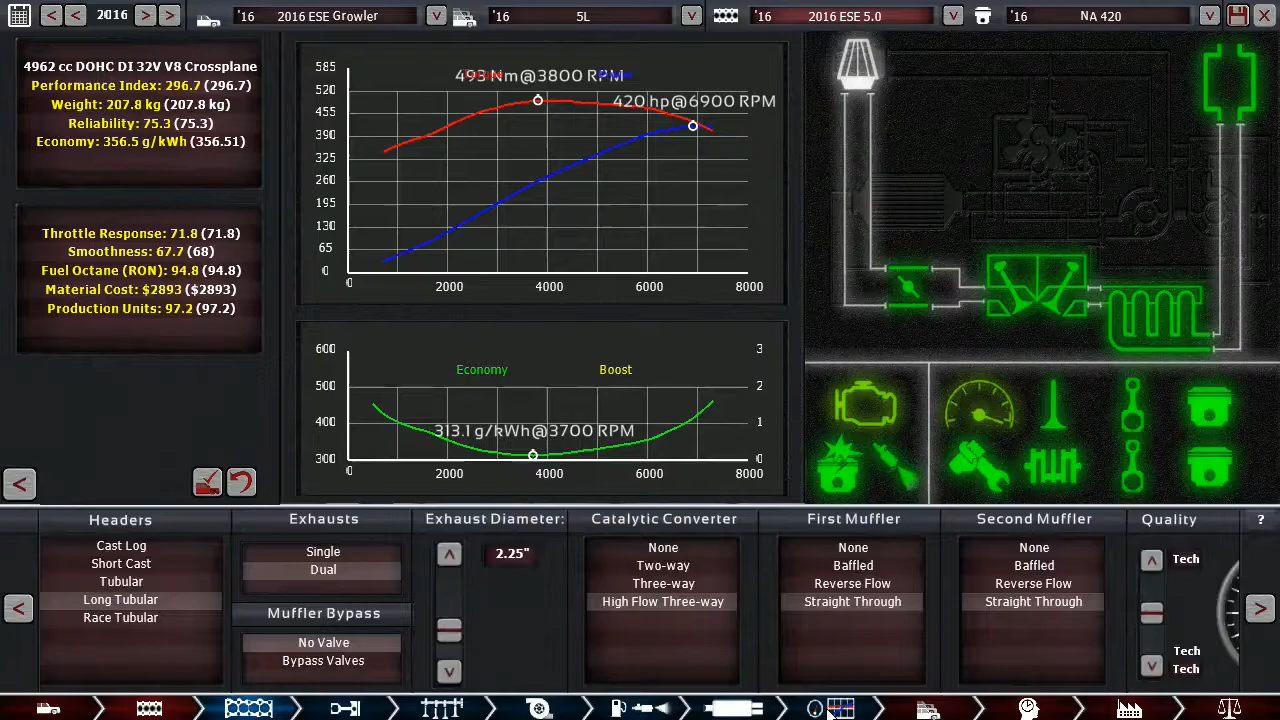 2016
'16
2016 ESE Growler
'16
5L
'16
2016 ESE 5.0
'16
NA 420
4962 cc DOHC DI 32V V8 Crossplane
Performance Index: 296.7 (296.7)
Weight: 207.8 kg (207.8 kg)
Reliability: 75.3 (75.3)
Economy: 356.5 g/kWh (356.51)
Throttle Response: 71.8 (71.8)
Smoothness: 67.7 (68)
Fuel Octane (RON): 94.8 (94.8)
Material Cost: $2893 ($2893)
Production Units: 97.2 (97.2)
585
520
455
390
325
260
195
130
65
0
493 Nm@3800 RPM
420 hp@6900 RPM
0
2000
4000
6000
8000
600
500
400
300
Economy
Boost
313.1 g/kWh@3700 RPM
3
2
1
0
0
2000
4000
6000
8000
Headers
Cast Log
Short Cast
Tubular
Long Tubular
Race Tubular
Exhausts
Single
Dual
Muffler Bypass
No Valve
Bypass Valves
Exhaust Diameter:
2.25"
Catalytic Converter
None
Two-way
Three-way
High Flow Three-way
First Muffler
None
Baffled
Reverse Flow
Straight Through
Second Muffler
None
Baffled
Reverse Flow
Straight Through
Quality
?
Tech
Tech
Tech